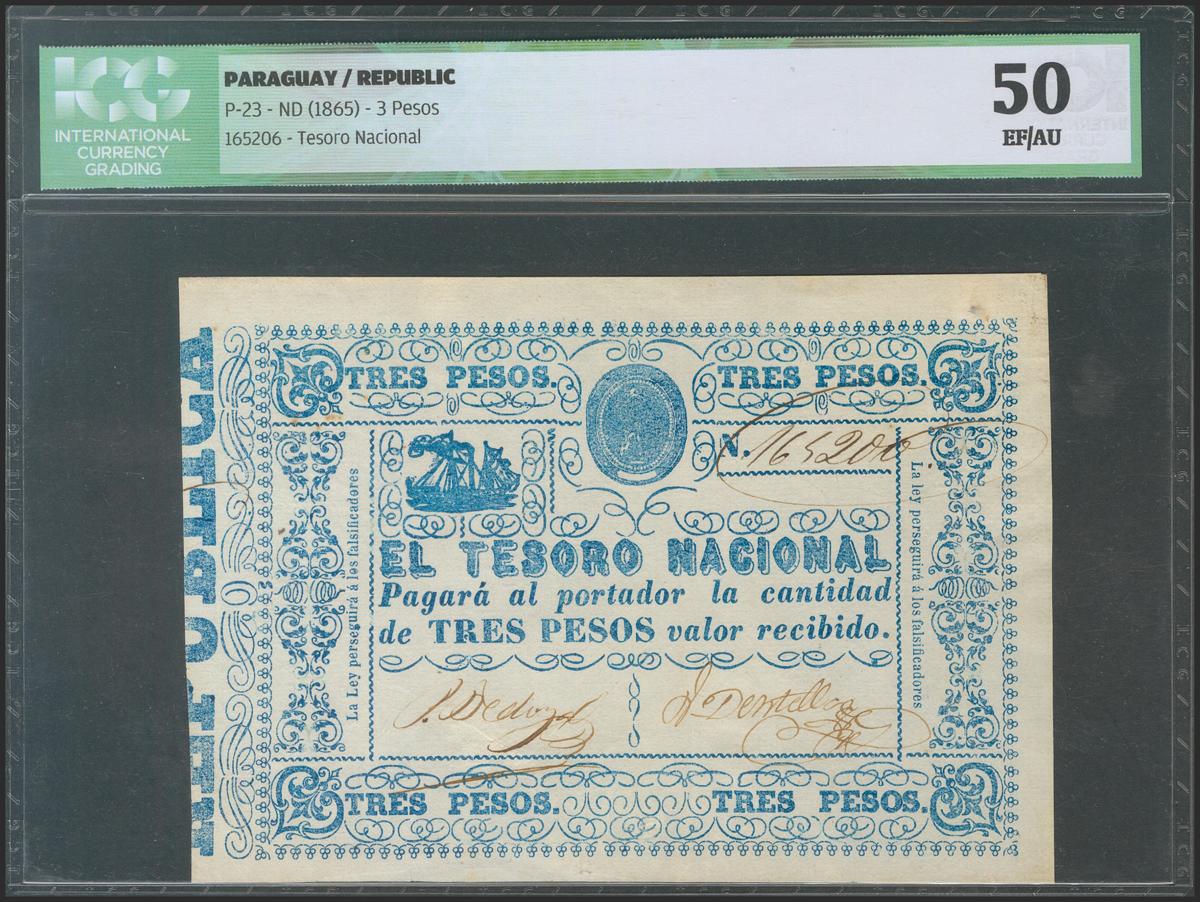 ICG
INTERNATIONAL
CURRENCY
GRADING
PARAGUAY / REPUBLIC
P-23 - ND (1865) - 3 Pesos
165206 - Tesoro Nacional
50
EF/AU
REPUBLICA
TRES PESOS.
TRES PESOS.
N. 165206
La Ley perseguirá á los falsificadores
La ley perseguirá á los falsificadores
EL TESORO NACIONAL
Pagará al portador la cantidad
de TRES PESOS valor recibido.
TRES PESOS.
TRES PESOS.